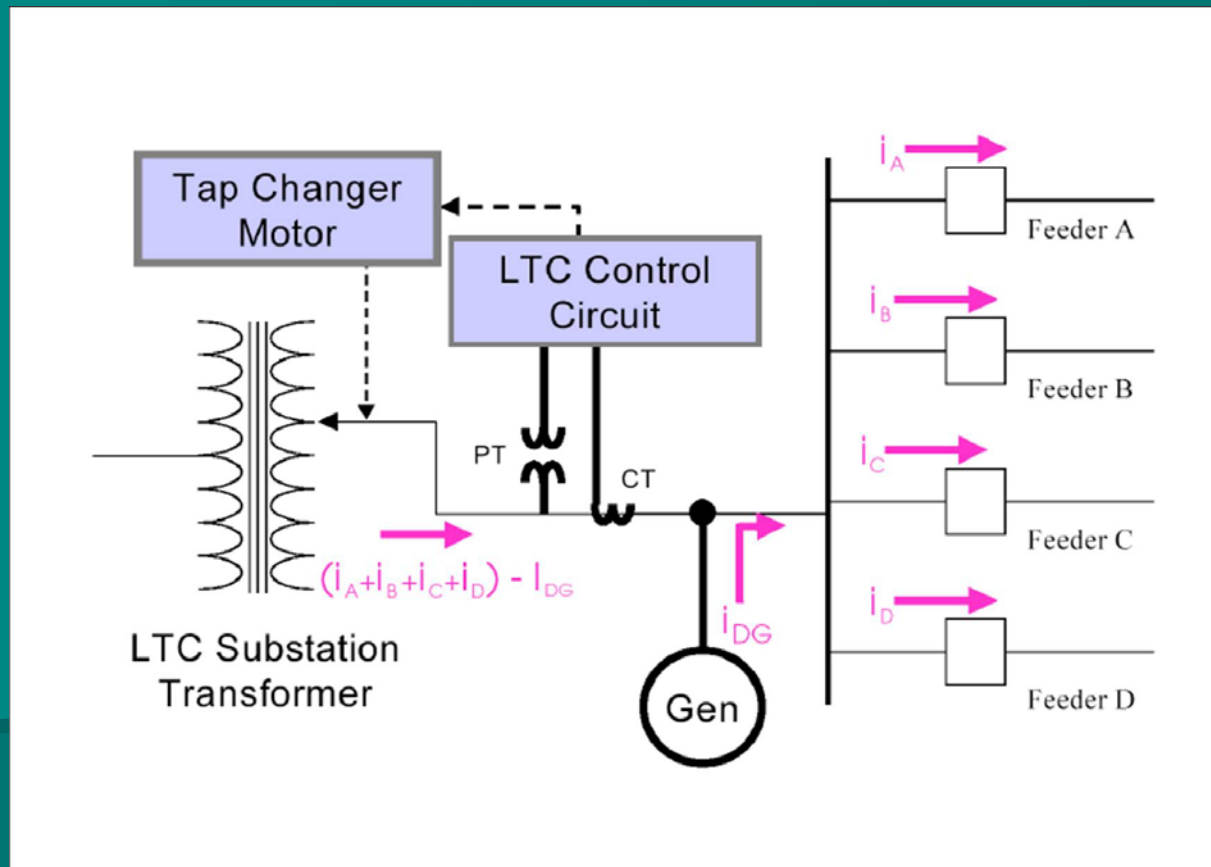 Tap Changer
Motor
LTC Control
Circuit
PT
CT
(iA+iB+iC+iD) - IDG
iDG
Gen
LTC Substation
Transformer
iA
Feeder A
iB
Feeder B
iC
Feeder C
iD
Feeder D